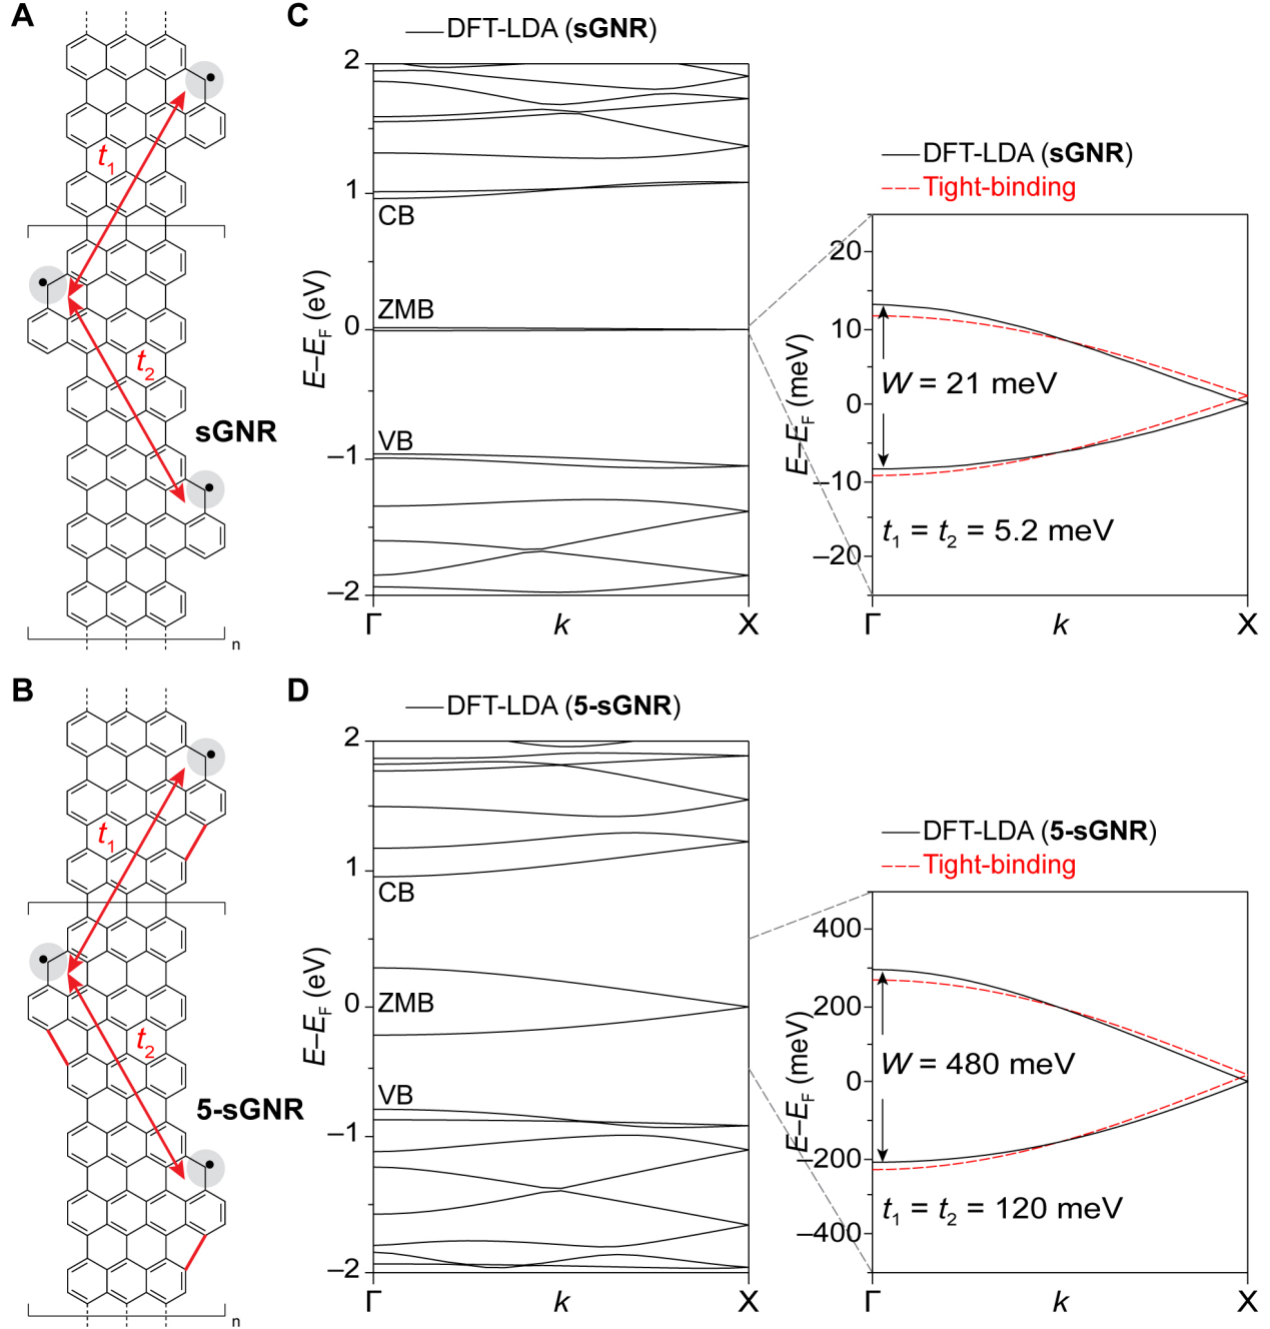 A
t1
t2
sGNR
n
C
DFT-LDA (sGNR)
2
1
0
–1
–2
E–EF (eV)
CB
ZMB
VB
Γ
k
X
DFT-LDA (sGNR)
Tight-binding
20
10
0
–10
–20
E–EF (meV)
W = 21 meV
t1 = t2 = 5.2 meV
Γ
k
X
B
t1
t2
5-sGNR
n
D
DFT-LDA (5-sGNR)
2
1
0
–1
–2
E–EF (eV)
CB
ZMB
VB
Γ
k
X
DFT-LDA (5-sGNR)
Tight-binding
400
200
0
–200
–400
E–EF (meV)
W = 480 meV
t1 = t2 = 120 meV
Γ
k
X